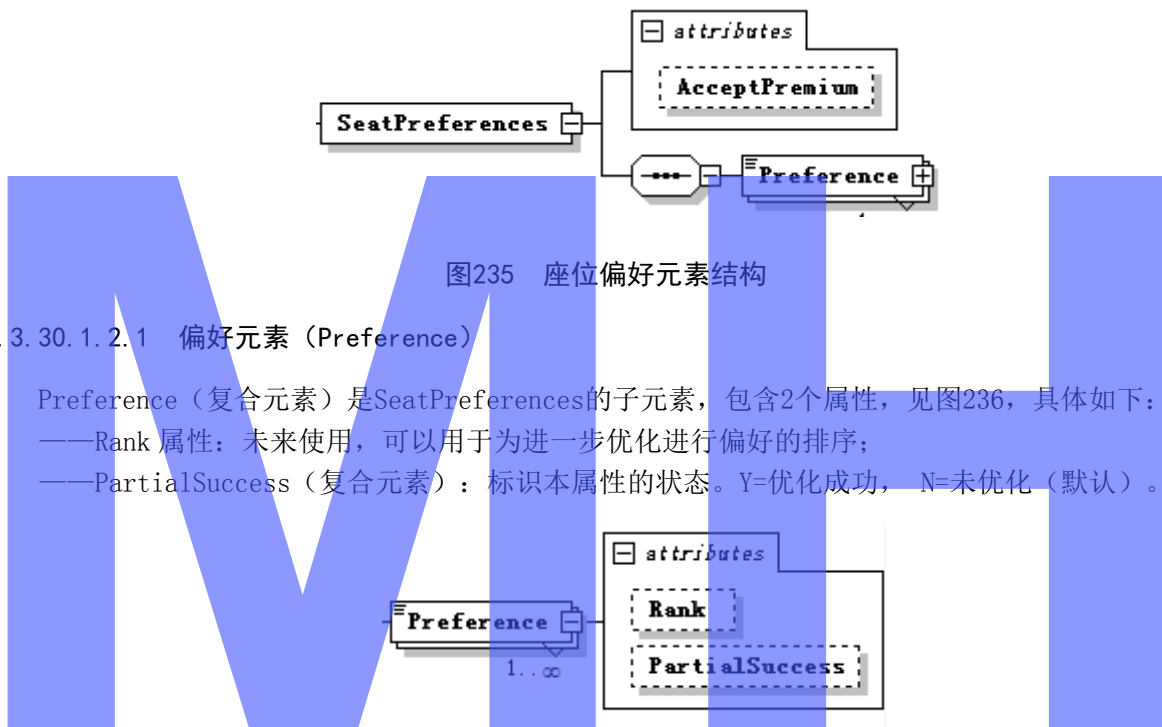 attributes
AcceptPremium
SeatPreferences
Preference
图235 座位偏好元素结构
.3.30.1.2.1 偏好元素（Preference）
Preference（复合元素）是SeatPreferences的子元素，包含2个属性，见图236，具体如下：
——Rank 属性：未来使用，可以用于为进一步优化进行偏好的排序；
——PartialSuccess（复合元素）：标识本属性的状态。Y=优化成功， N=未优化（默认）。
attributes
Rank
Preference
PartialSuccess
1..∞
MH